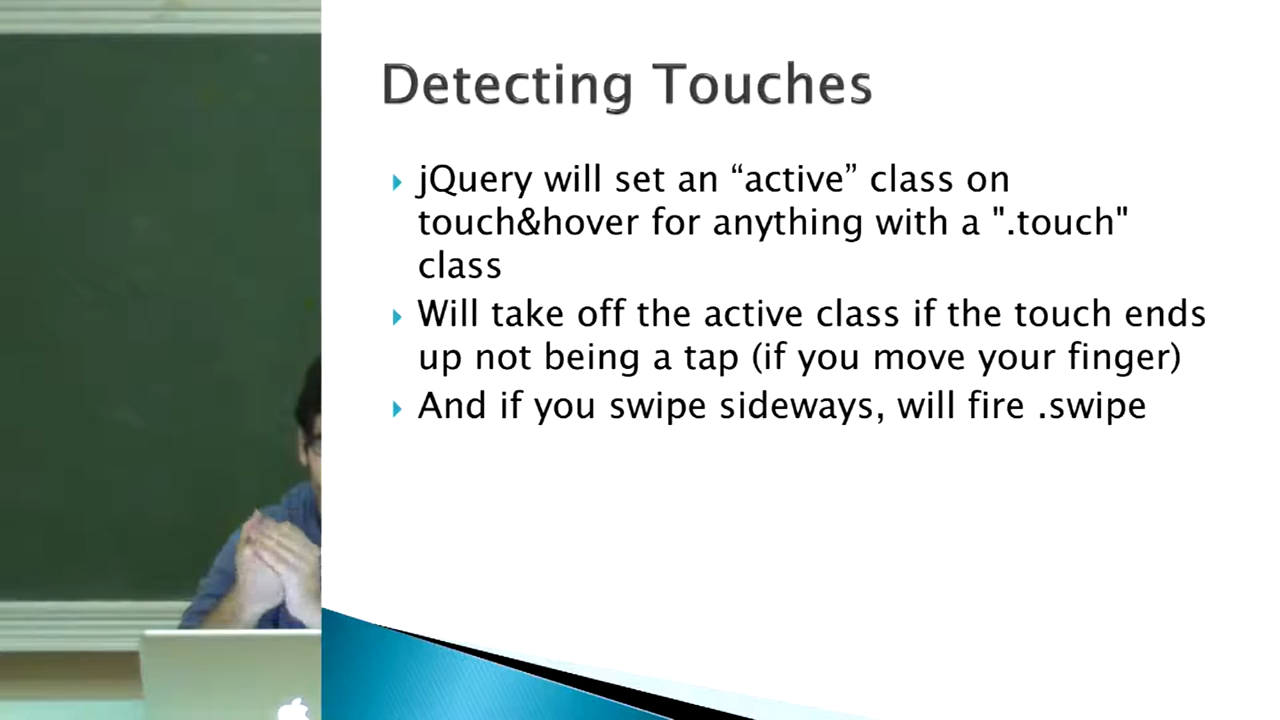 Detecting Touches
jQuery will set an “active” class on
touch&hover for anything with a ".touch"
class
Will take off the active class if the touch ends
up not being a tap (if you move your finger)
And if you swipe sideways, will fire .swipe